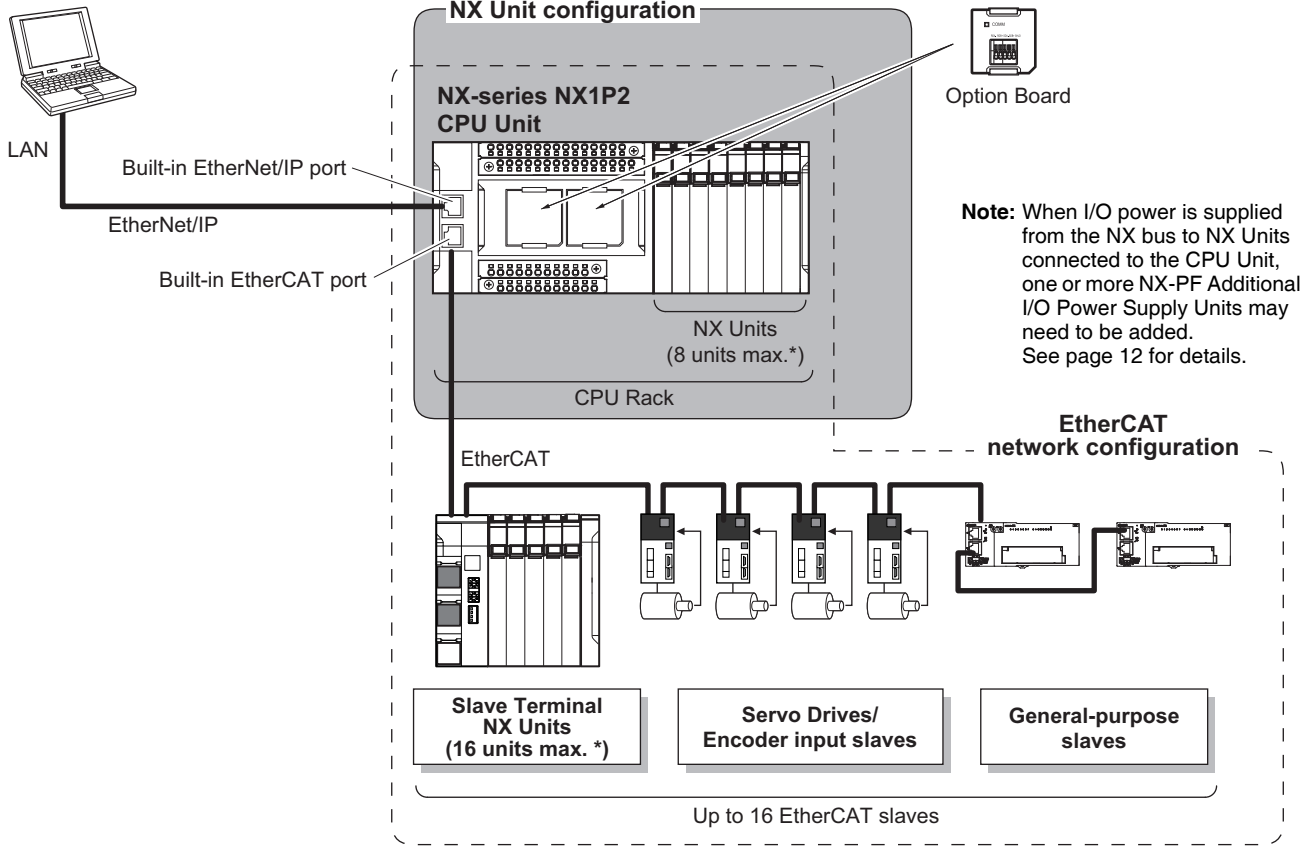 NX Unit configuration
COMM
Option Board
NX-series NX1P2
CPU Unit
LAN
Built-in EtherNet/IP port
EtherNet/IP
Built-in EtherCAT port
Note: When I/O power is supplied
from the NX bus to NX Units
connected to the CPU Unit,
one or more NX-PF Additional
I/O Power Supply Units may
need to be added.
See page 12 for details.
NX Units
(8 units max.*)
CPU Rack
EtherCAT
network configuration
EtherCAT
Slave Terminal
NX Units
(16 units max. *)
Servo Drives/
Encoder input slaves
General-purpose
slaves
Up to 16 EtherCAT slaves